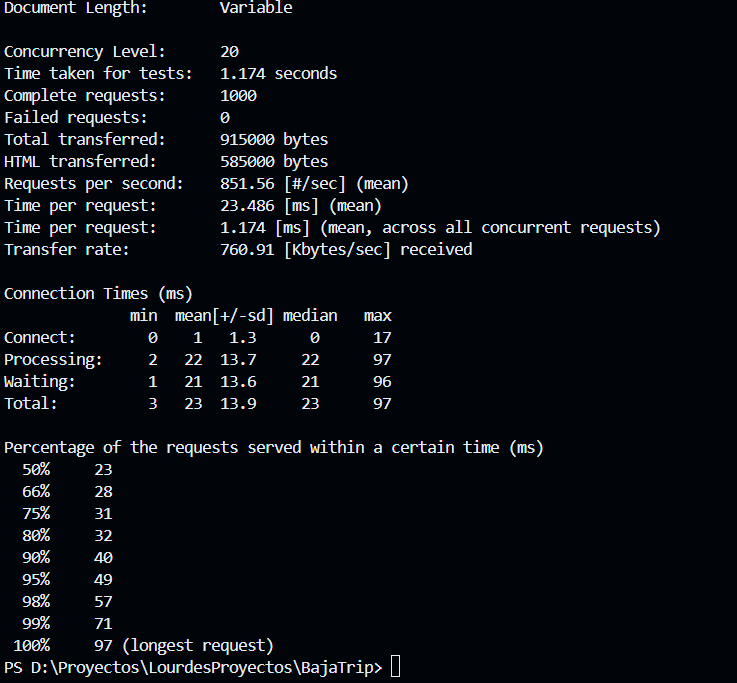 Document Length:        Variable

Concurrency Level:      20
Time taken for tests:   1.174 seconds
Complete requests:      1000
Failed requests:        0
Total transferred:      915000 bytes
HTML transferred:       585000 bytes
Requests per second:    851.56 [#/sec] (mean)
Time per request:       23.486 [ms] (mean)
Time per request:       1.174 [ms] (mean, across all concurrent requests)
Transfer rate:          760.91 [Kbytes/sec] received

Connection Times (ms)
              min  mean[+/-sd] median   max
Connect:        0    1   1.3      0      17
Processing:     2   22  13.7     22      97
Waiting:        1   21  13.6     21      96
Total:          3   23  13.9     23      97

Percentage of the requests served within a certain time (ms)
  50%     23
  66%     28
  75%     31
  80%     32
  90%     40
  95%     49
  98%     57
  99%     71
 100%     97 (longest request)
PS D:\Proyectos\LourdesProyectos\BajaTrip>